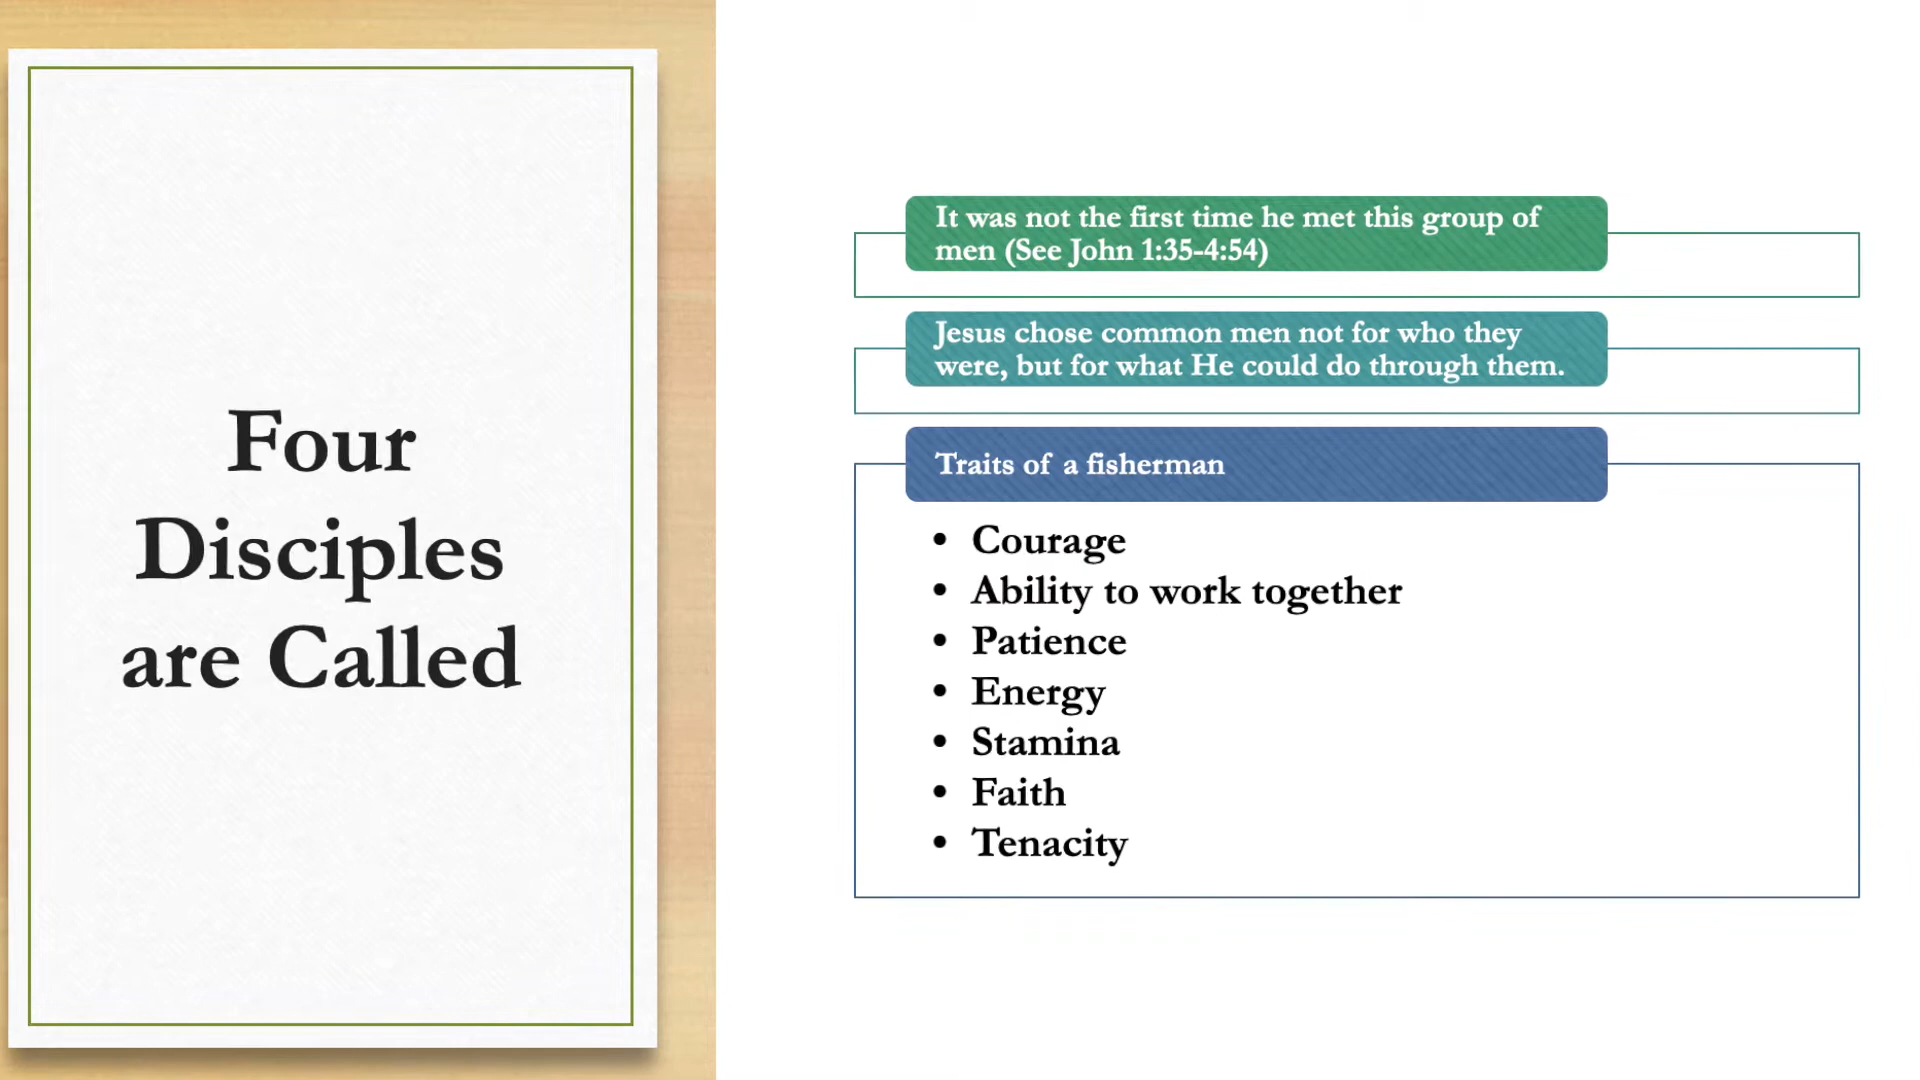 Four
Disciples
are Called
It was not the first time he met this group of
men (See John 1:35-4:54)
Jesus chose common men not for who they
were, but for what He could do through them.
Traits of a fisherman
• Courage
• Ability to work together
• Patience
• Energy
• Stamina
• Faith
• Tenacity